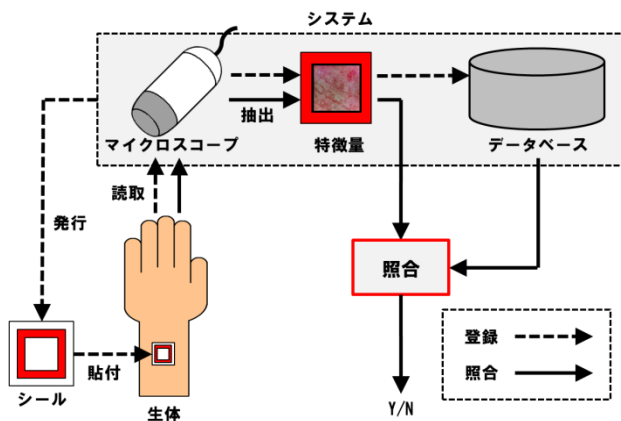 システム
抽出
マイクロスコープ
特徴量
データベース
読取
発行
照合
登録
照合
シール
貼付
生体
Y/N